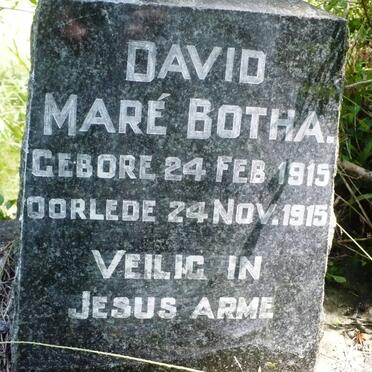 DAVID
MARÉ BOTHA.
GEBORE 24 FEB. 1915
OORLEDE 24 NOV. 1915
VEILIG IN
JESUS ARME